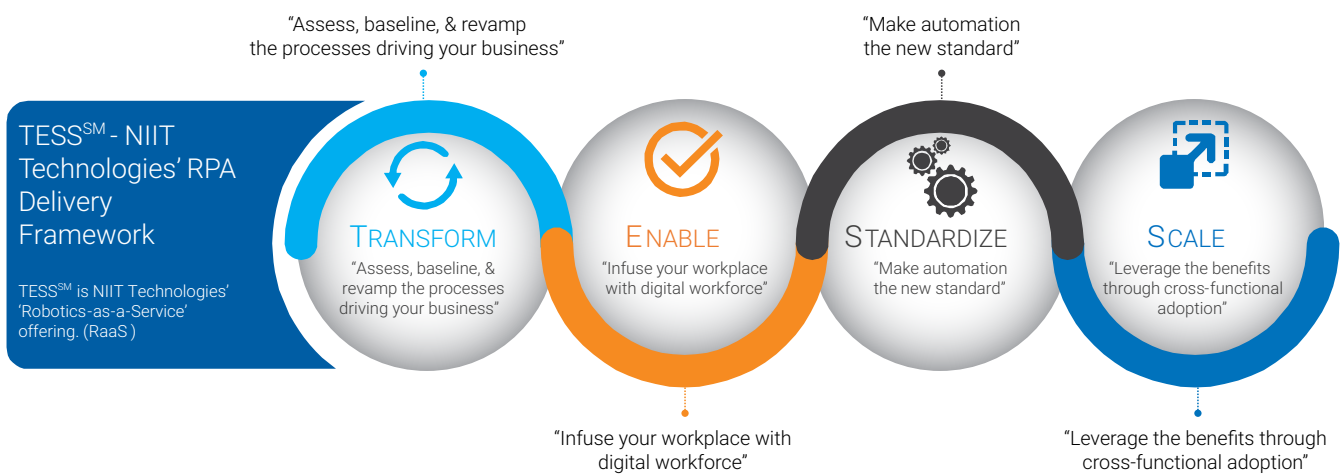 “Assess, baseline, & revamp
the processes driving your business”
“Make automation
the new standard”
TESS℠ - NIIT
Technologies’ RPA
Delivery
Framework
TESS℠ is NIIT Technologies’
‘Robotics-as-a-Service’
offering. (RaaS )
TRANSFORM
“Assess, baseline, &
revamp the processes
driving your business”
ENABLE
“Infuse your workplace
with digital workforce”
STANDARDIZE
“Make automation
the new standard”
SCALE
“Leverage the benefits
through cross-functional
adoption”
“Infuse your workplace with
digital workforce”
“Leverage the benefits through
cross-functional adoption”